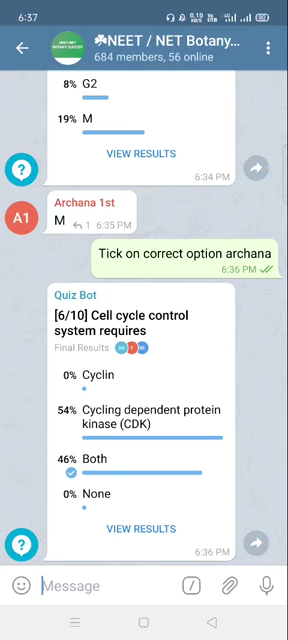 6:37
☘NEET / NET Botany...
684 members, 56 online
8% G2
19% M
VIEW RESULTS
6:34 PM
Archana 1st
M 1 6:35 PM
A1
Tick on correct option archana
6:36 PM
Quiz Bot
[6/10] Cell cycle control
system requires
Final Results
0% Cyclin
54% Cycling dependent protein
kinase (CDK)
46% Both
0% None
VIEW RESULTS
6:36 PM
Message